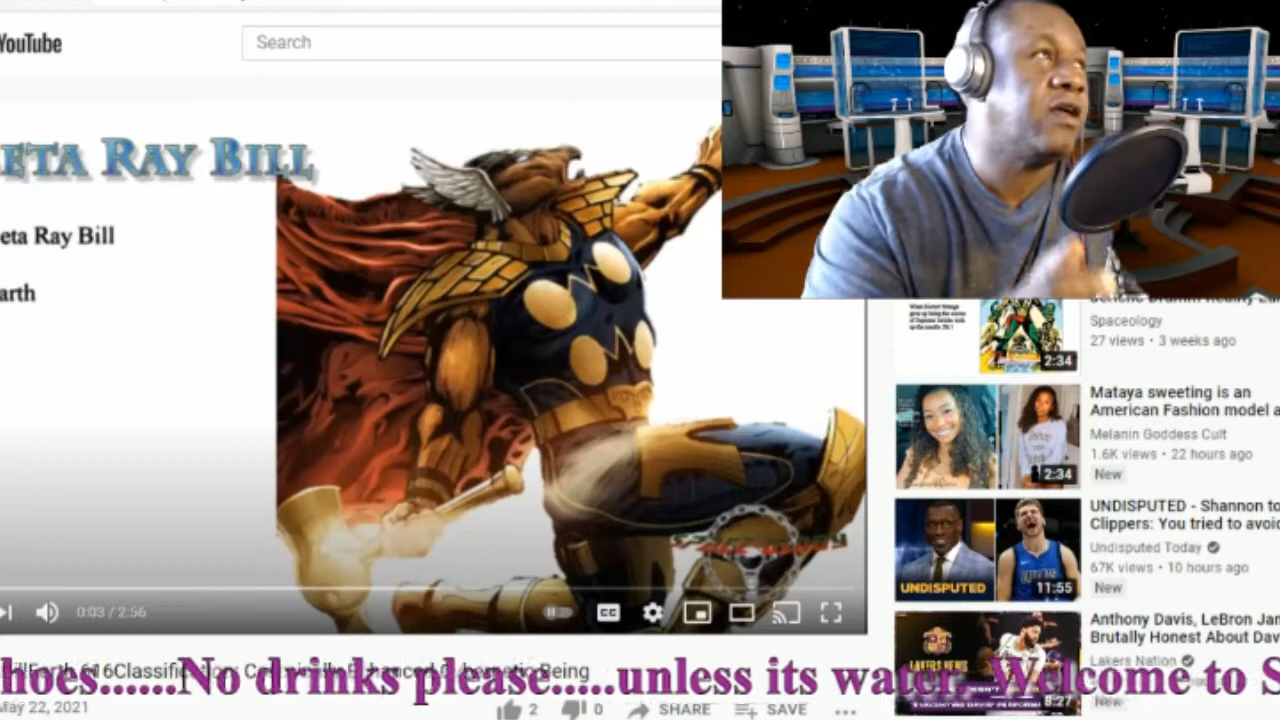 YouTube
Search
ETA RAY BILL
eta Ray Bill
arth
0:03 / 2:56
CC
hoes......No drinks please.....unless its water. Welcome to S
May 22, 2021
2
0
SHARE
SAVE
2:34
Spaceology
27 views • 3 weeks ago
2:34
Mataya sweeting is an
American Fashion model a
Melanin Goddess Cult
1.6K views • 22 hours ago
New
UNDISPUTED
11:55
UNDISPUTED - Shannon to
Clippers: You tried to avoid
Undisputed Today
67K views • 10 hours ago
New
LAKERS NEWS
8:27
Anthony Davis, LeBron Jam
Brutally Honest About Dav
Lakers Nation
New